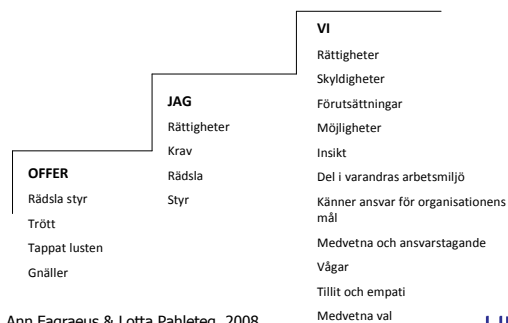 OFFER
Rädsla styr
Trött
Tappat lusten
Gnäller
JAG
Rättigheter
Krav
Rädsla
Styr
VI
Rättigheter
Skyldigheter
Förutsättningar
Möjligheter
Insikt
Del i varandras arbetsmiljö
Känner ansvar för organisationens
mål
Medvetna och ansvarstagande
Vågar
Tillit och empati
Medvetna val
Ann Fagraeus & Lotta Pahleteg, 2008